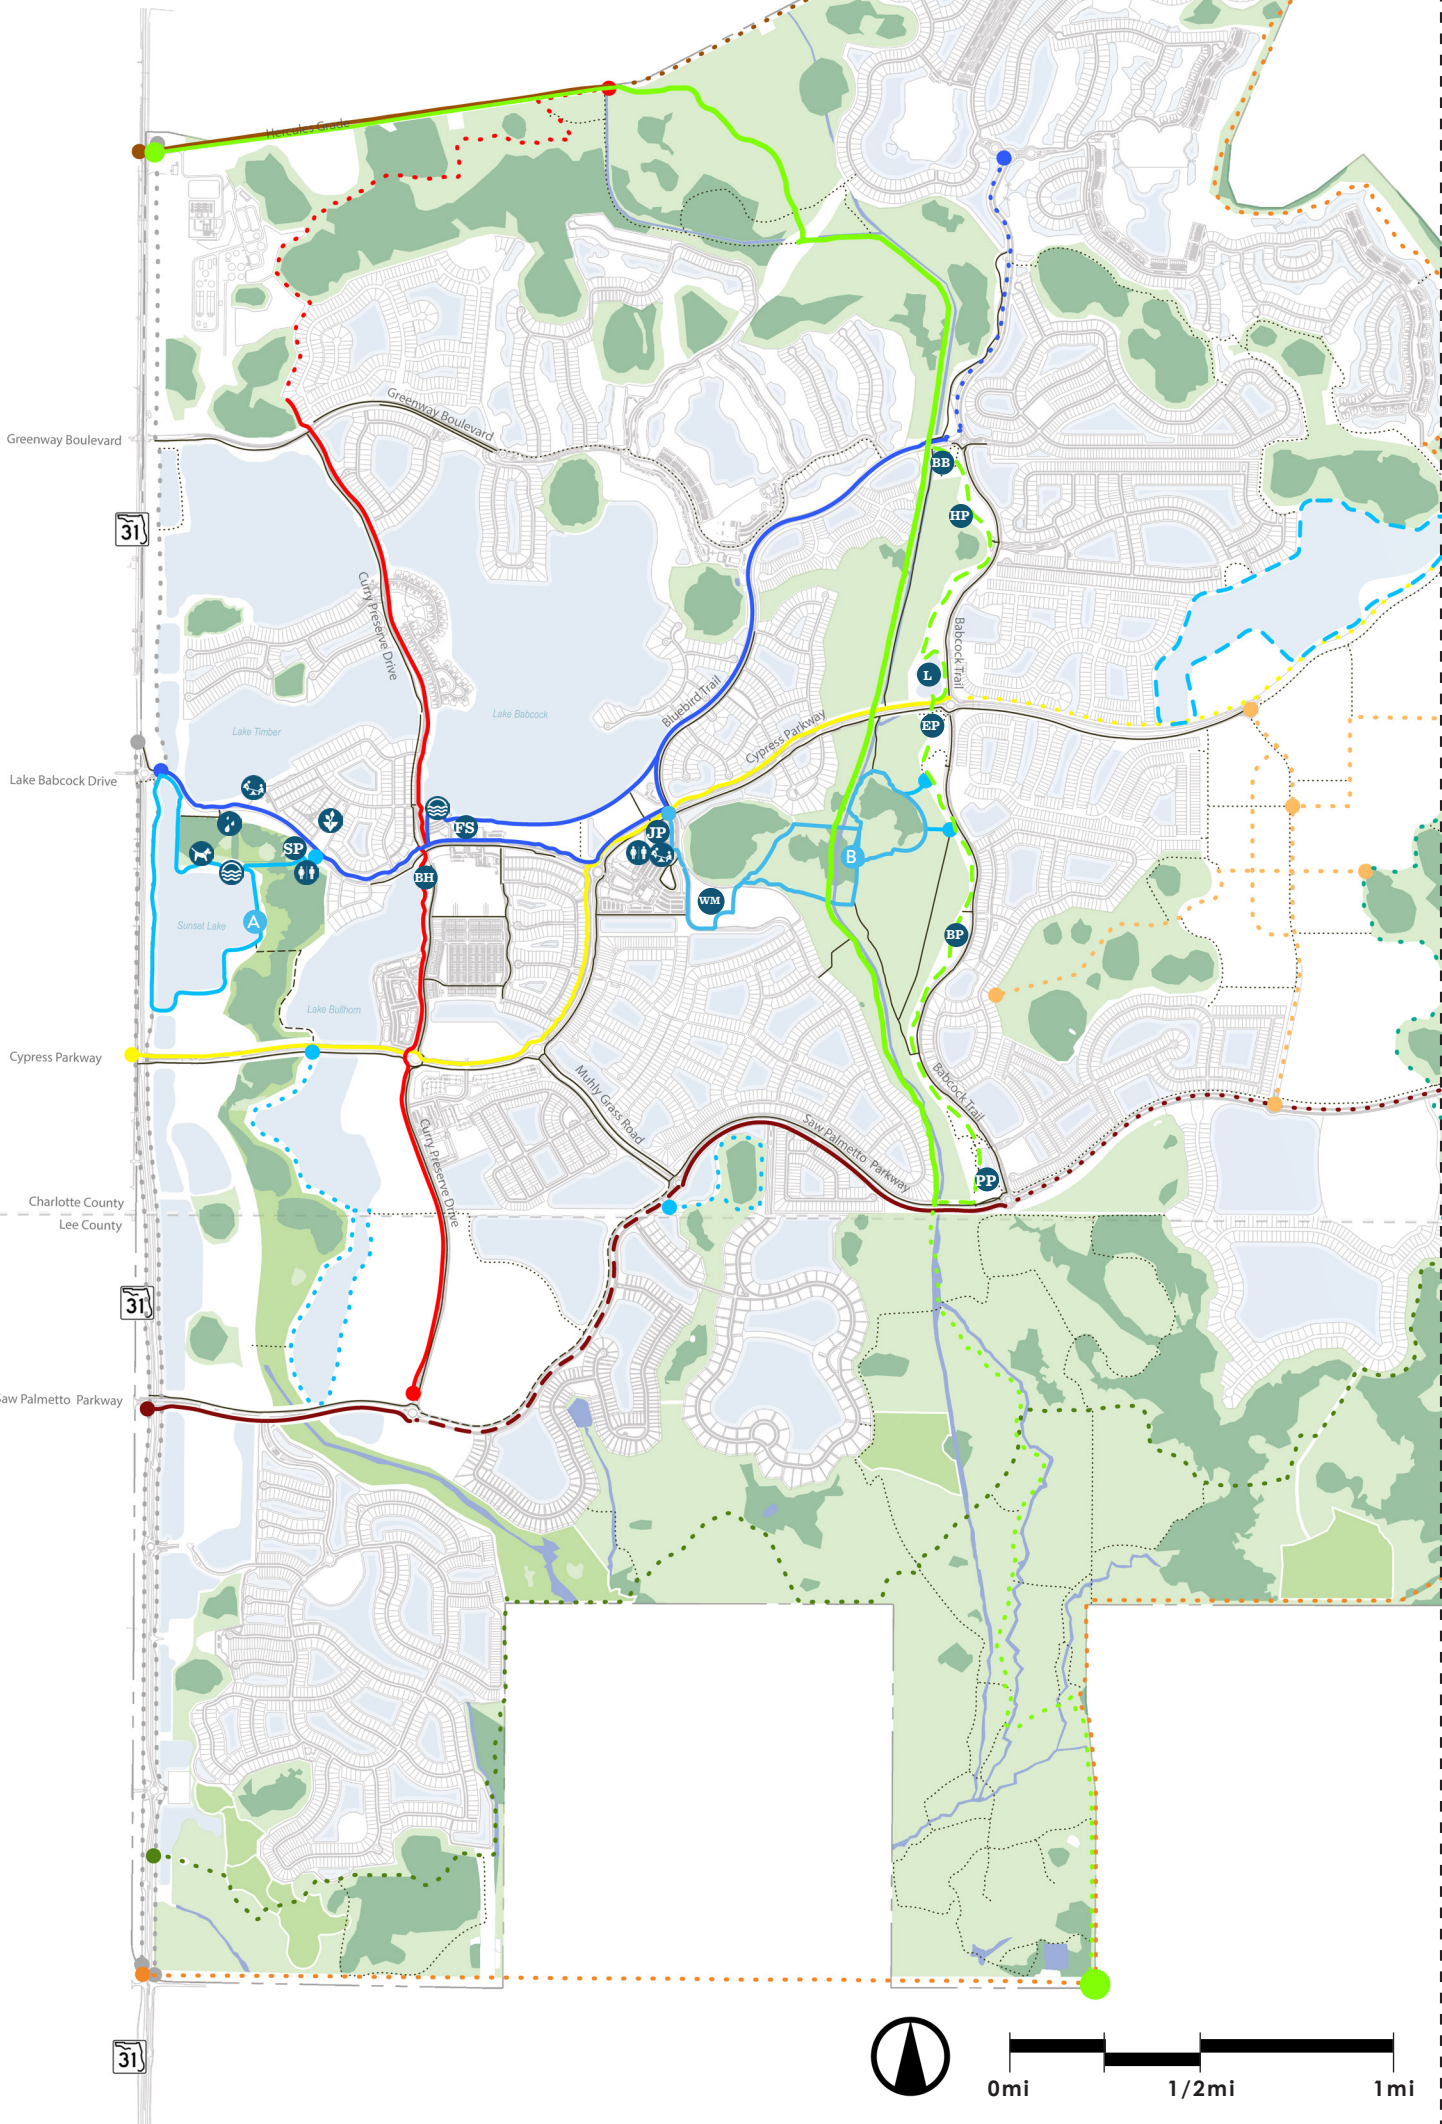 Hercules Grade
Greenway Boulevard
Greenway Boulevard
BB
HP
31
Curry Preserve Drive
Babcock Trail
L
Bluebird Trail
Lake Babcock
EP
Lake Timber
Cypress Parkway
Lake Babcock Drive
FS
JP
SP
B
BH
WM
A
Sunset Lake
BP
Lake Bullhorn
Cypress Parkway
Muhly Grass Road
Babcock Trail
Curry Preserve Drive
Saw Palmetto Parkway
PP
Charlotte County
Lee County
31
Saw Palmetto Parkway
31
0mi
1/2mi
1mi